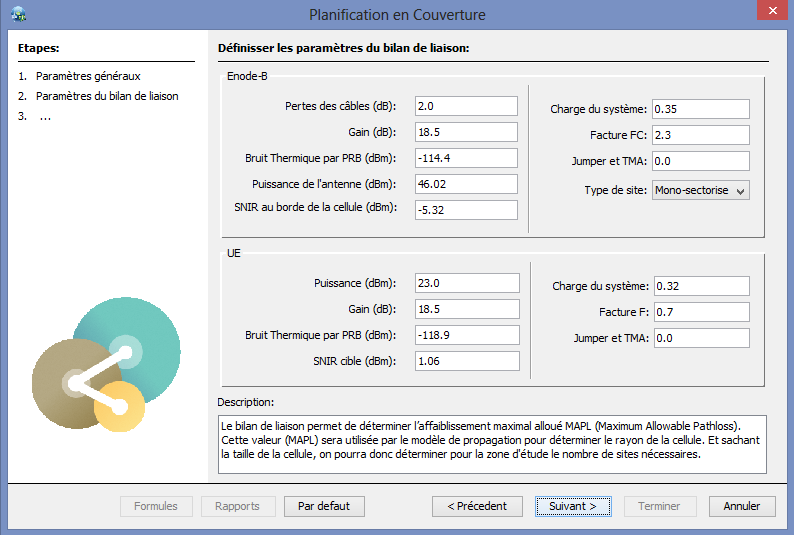 Planification en Couverture
Etapes:
1. Paramètres généraux
2. Paramètres du bilan de liaison
3. ...
Définisser les paramètres du bilan de liaison:
Enode-B
Pertes des câbles (dB): 2.0
Gain (dB): 18.5
Bruit Thermique par PRB (dBm): -114.4
Puissance de l'antenne (dBm): 46.02
SNIR au borde de la cellule (dBm): -5.32
Charge du système: 0.35
Facture FC: 2.3
Jumper et TMA: 0.0
Type de site: Mono-sectorise
UE
Puissance (dBm): 23.0
Gain (dB): 18.5
Bruit Thermique par PRB (dBm): -118.9
SNIR cible (dBm): 1.06
Charge du système: 0.32
Facture F: 0.7
Jumper et TMA: 0.0
Description:
Le bilan de liaison permet de déterminer l'affaiblissement maximal alloué MAPL (Maximum Allowable Pathloss).
Cette valeur (MAPL) sera utilisée par le modèle de propagation pour déterminer le rayon de la cellule. Et sachant
la taille de la cellule, on pourra donc déterminer pour la zone d'étude le nombre de sites nécessaires.
Formules
Rapports
Par defaut
< Précedent
Suivant >
Terminer
Annuler